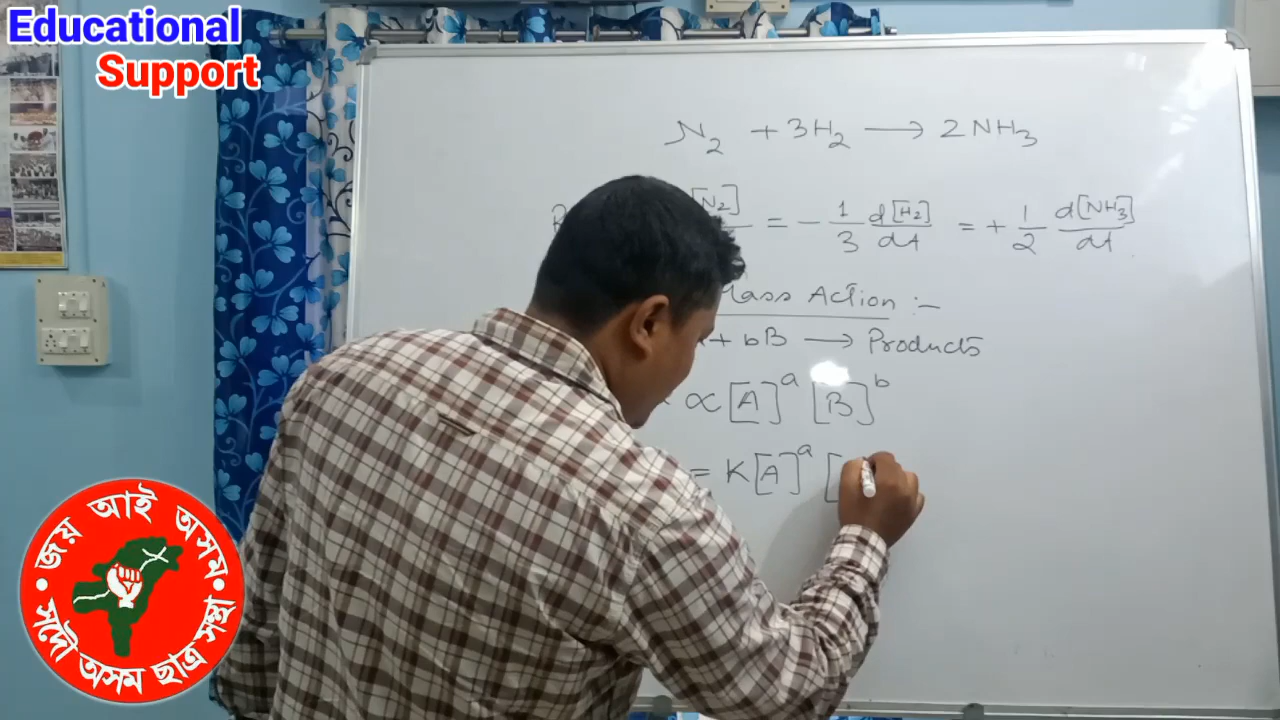 Educational
Support
N₂ + 3H₂ ⟶ 2NH₃
[N₂] = - 1/3 d[H₂]/dt = + 1/2 d[NH₃]/dt
Mass Action :-
+ bB ⟶ Products
∝ [A]ᵃ [B]ᵇ
= K[A]ᵃ [
জয় আই অসম
সদৌ অসম ছাত্ৰ সন্থা